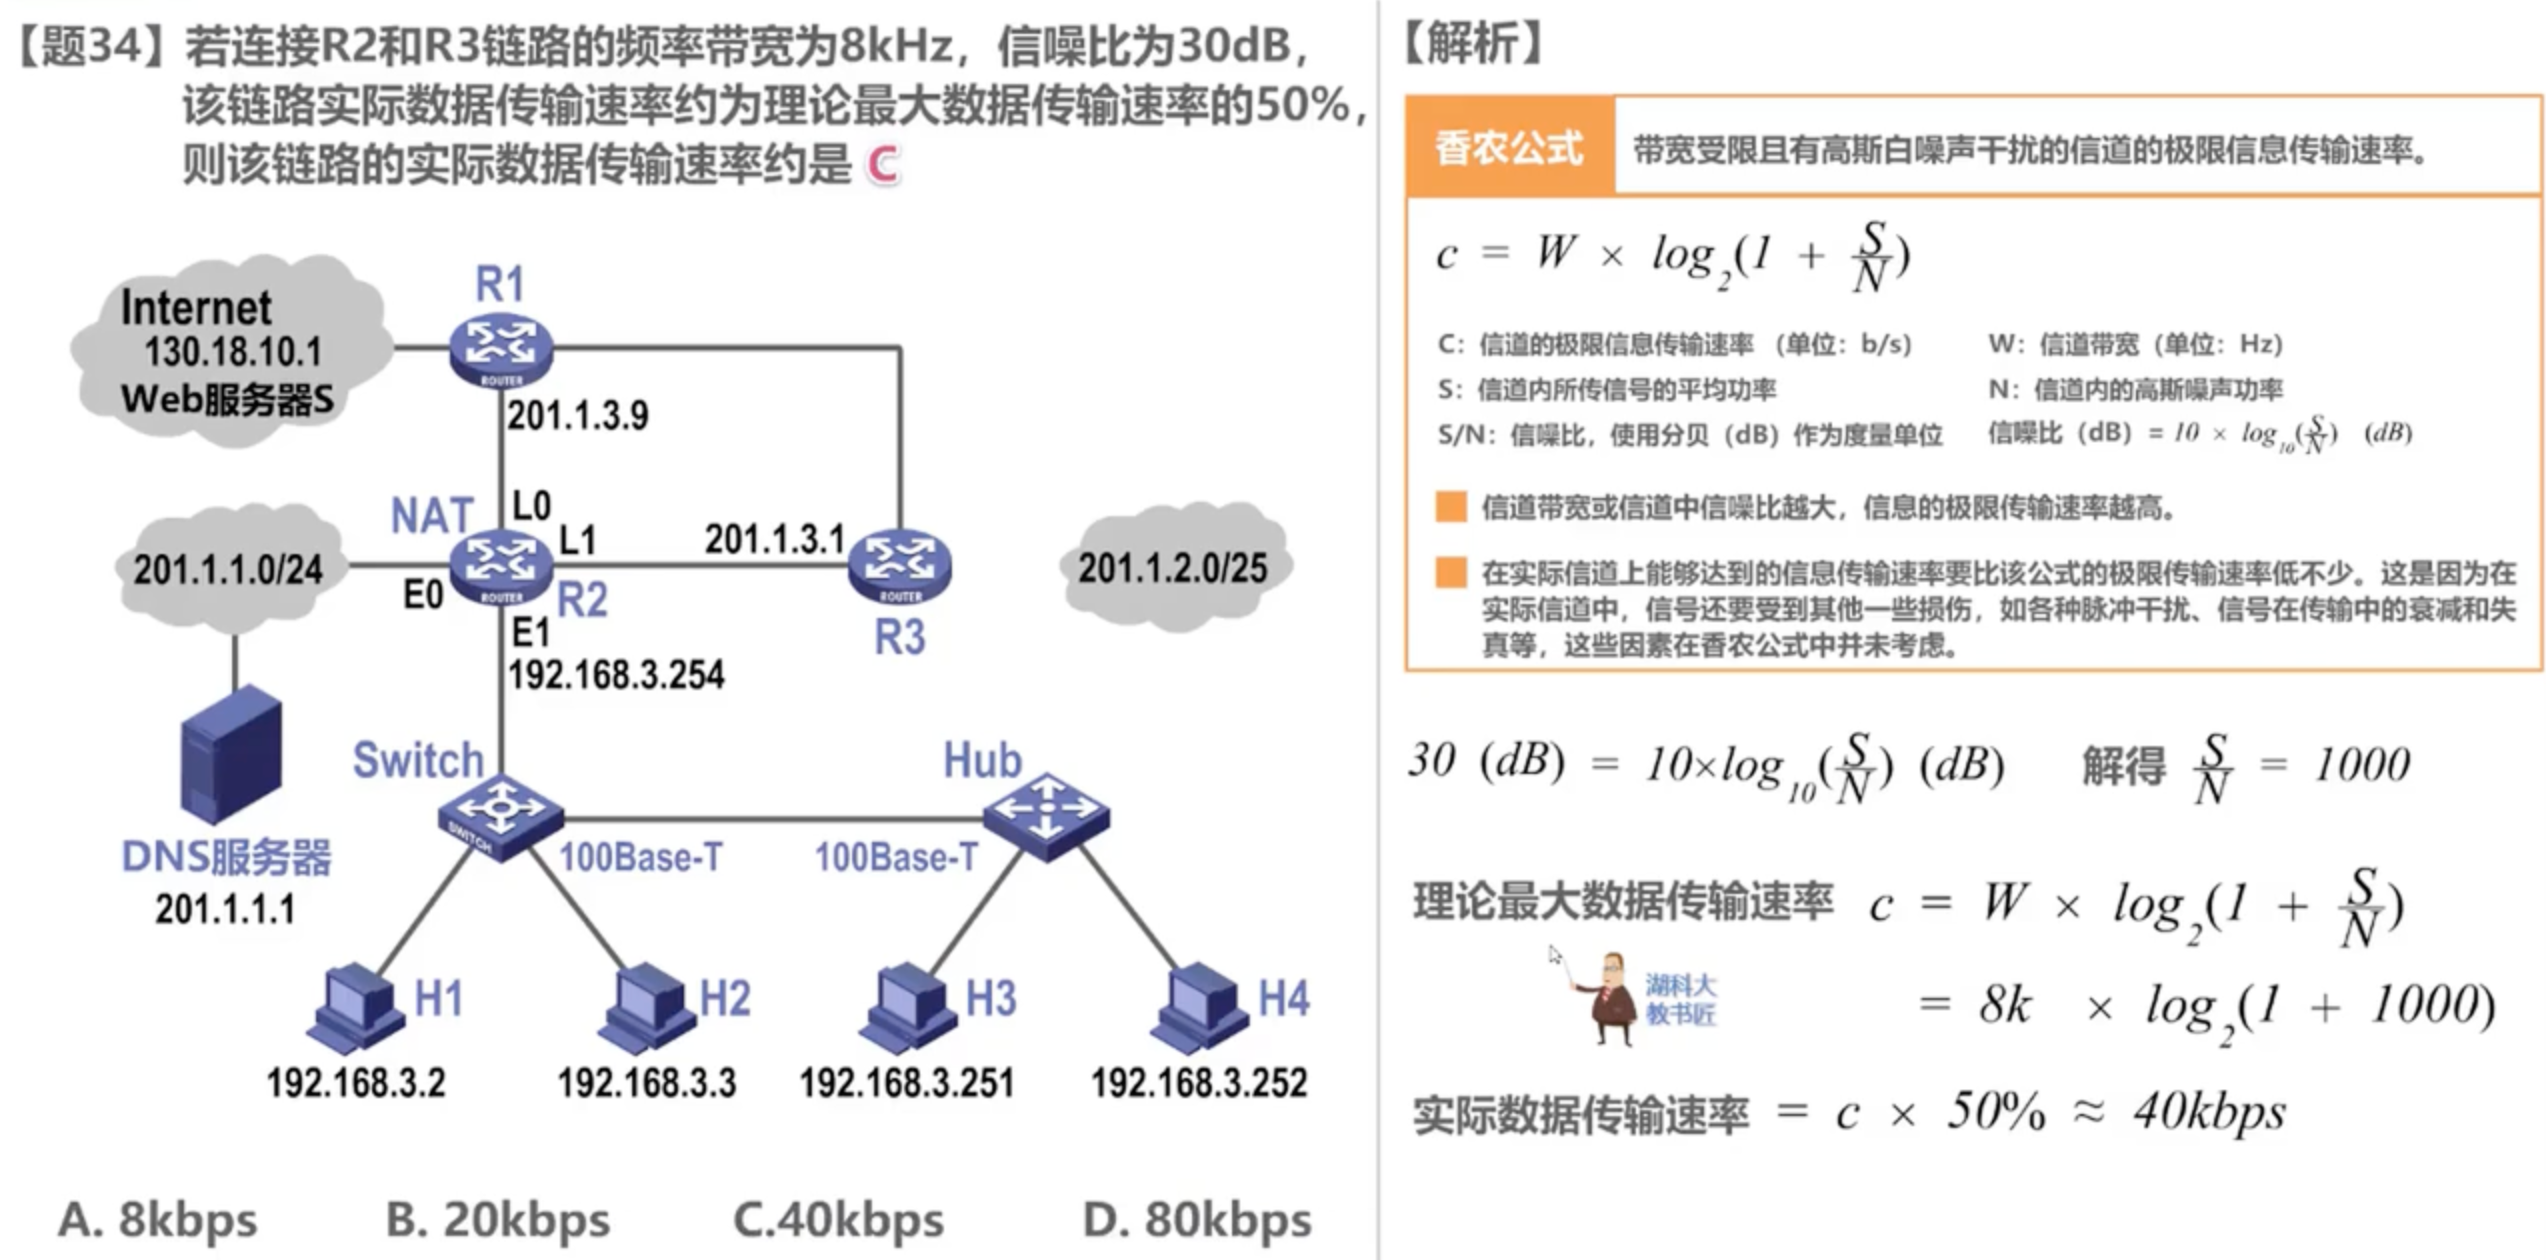 【题34】若连接R2和R3链路的频率带宽为8kHz，信噪比为30dB，
该链路实际数据传输速率约为理论最大数据传输速率的50%，
则该链路的实际数据传输速率约是 C
R1
Internet
130.18.10.1
Web服务器S
ROUTER
201.1.3.9
NAT
L0
L1
201.1.3.1
201.1.1.0/24
201.1.2.0/25
E0
ROUTER
R2
ROUTER
E1
R3
192.168.3.254
Switch
Hub
SWITCH
DNS服务器
100Base-T
100Base-T
201.1.1.1
H1
H2
H3
H4
192.168.3.2
192.168.3.3
192.168.3.251
192.168.3.252
A. 8kbps
B. 20kbps
C.40kbps
D. 80kbps
【解析】
香农公式
带宽受限且有高斯白噪声干扰的信道的极限信息传输速率。
c = W × log₂(1 + S/N)
C：信道的极限信息传输速率 （单位：b/s）
W：信道带宽（单位：Hz）
S：信道内所传信号的平均功率
N：信道内的高斯噪声功率
S/N：信噪比，使用分贝（dB）作为度量单位
信噪比（dB）= 10 × log₁₀(S/N) (dB)
信道带宽或信道中信噪比越大，信息的极限传输速率越高。
在实际信道上能够达到的信息传输速率要比该公式的极限传输速率低不少。这是因为在
实际信道中，信号还要受到其他一些损伤，如各种脉冲干扰、信号在传输中的衰减和失
真等，这些因素在香农公式中并未考虑。
30 (dB) = 10×log₁₀(S/N) (dB) 解得 S/N = 1000
理论最大数据传输速率 c = W × log₂(1 + S/N)
= 8k × log₂(1 + 1000)
湖科大
教书匠
实际数据传输速率 = c × 50% ≈ 40kbps